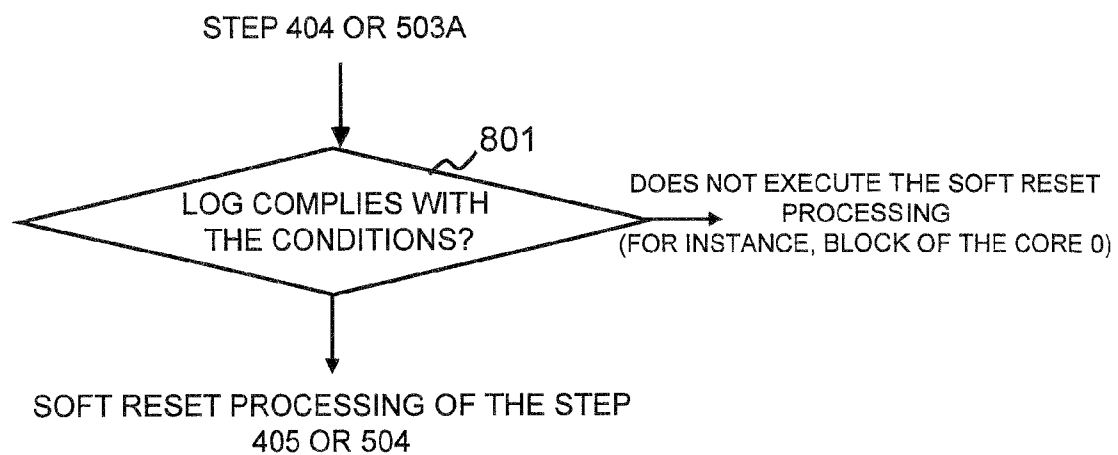 STEP 404 OR 503A
801
LOG COMPLIES WITH
THE CONDITIONS?
DOES NOT EXECUTE THE SOFT RESET
PROCESSING
(FOR INSTANCE, BLOCK OF THE CORE 0)
SOFT RESET PROCESSING OF THE STEP
405 OR 504